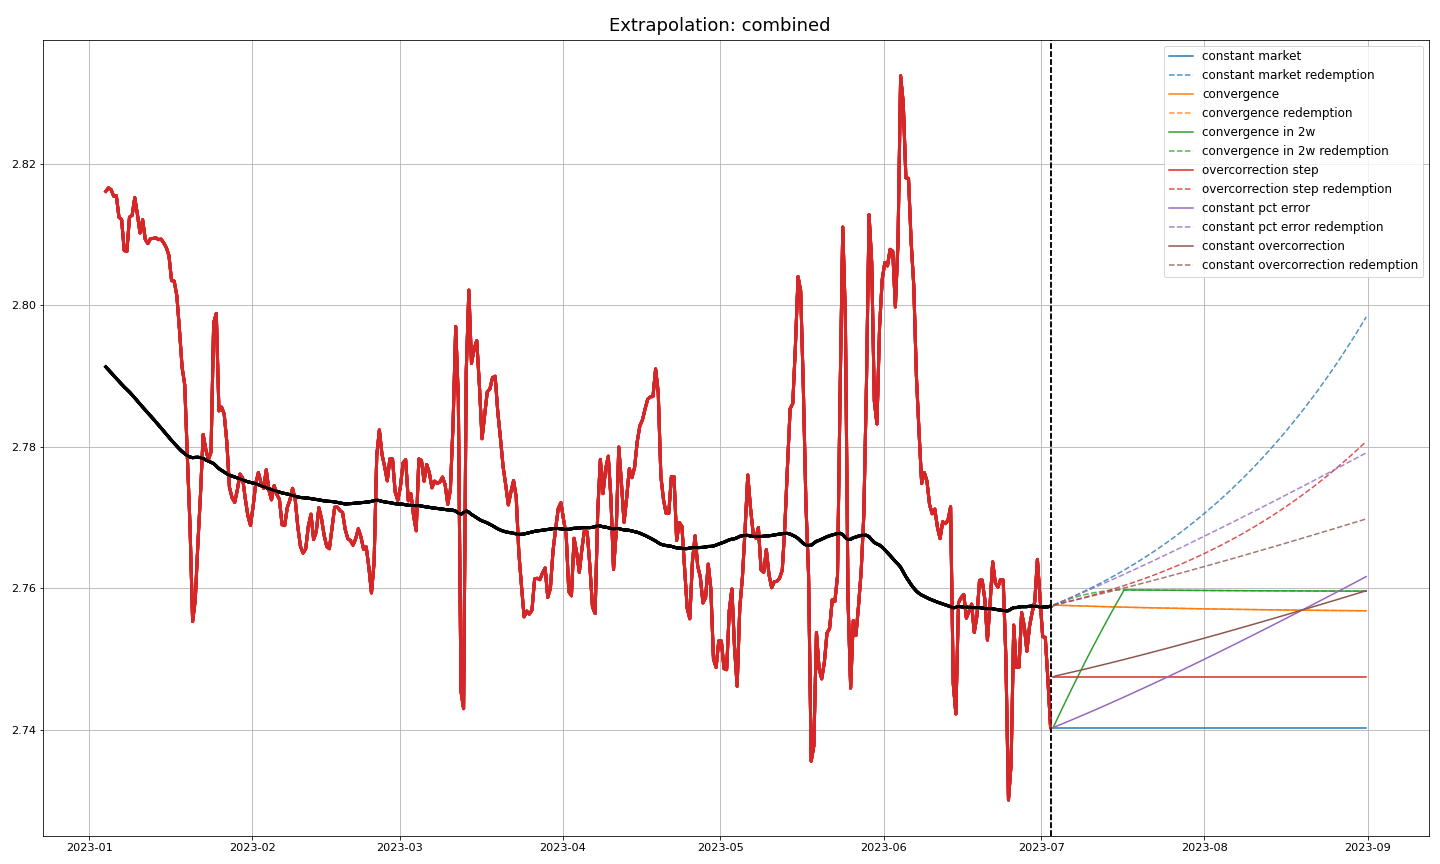 Extrapolation: combined
constant market
constant market redemption
convergence
convergence redemption
convergence in 2w
convergence in 2w redemption
overcorrection step
overcorrection step redemption
constant pct error
constant pct error redemption
constant overcorrection
constant overcorrection redemption
2.82
2.80
2.78
2.76
2.74
2023-01 2023-02 2023-03 2023-04 2023-05 2023-06 2023-07 2023-08 2023-09